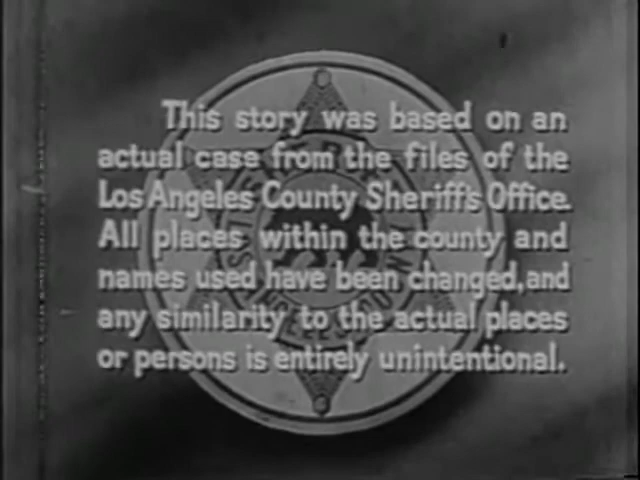 This story was based on an
actual case from the files of the
Los Angeles County Sheriff's Office.
All places within the county and
names used have been changed, and
any similarity to the actual places
or persons is entirely unintentional.